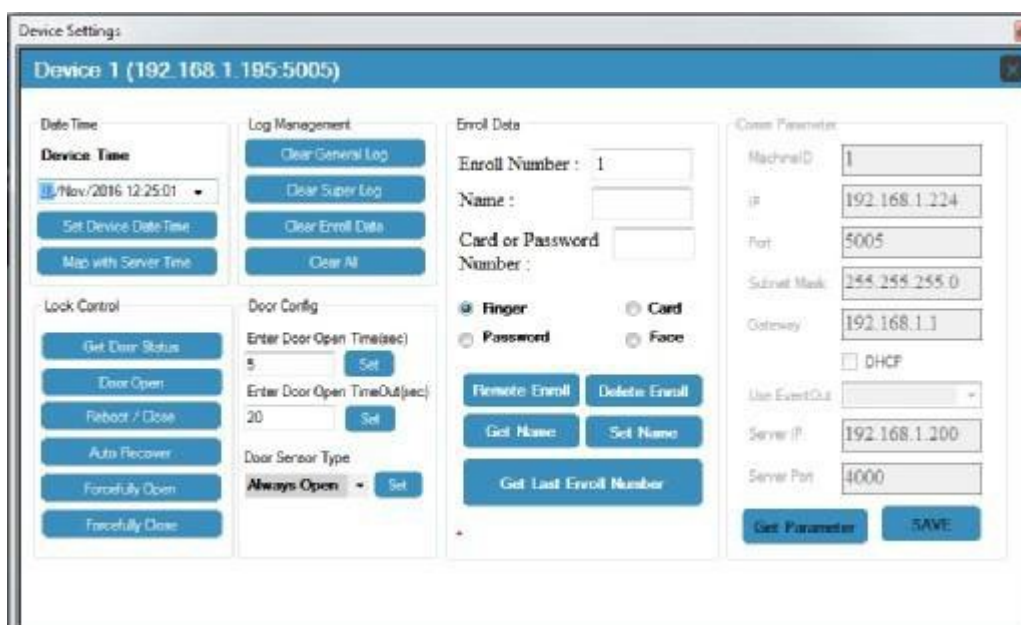 Device Settings
Device 1 (192.168.1.195:5005)
Date Time
Device Time
/Nov/2016 12:25:01
Set Device DateTime
Map with Server Time
Log Management
Clear General Log
Clear Super Log
Clear Enroll Data
Clear All
Lock Control
Get Door Status
Door Open
Reboot / Close
Auto Recover
Forcefully Open
Forcefully Close
Door Config
Enter Door Open Time(sec)
5
Set
Enter Door Open TimeOut(sec)
20
Set
Door Sensor Type
Always Open
Set
Enroll Data
Enroll Number : 1
Name :
Card or Password
Number :
Finger
Card
Password
Face
Remote Enroll
Delete Enroll
Get Name
Set Name
Get Last Enroll Number
*
Comm Parameter
MachineID 1
IP 192.168.1.224
Port 5005
Subnet Mask 255.255.255.0
Gateway 192.168.1.1
DHCP
Use EventOut
Server IP 192.168.1.200
Server Port 4000
Get Parameter
SAVE